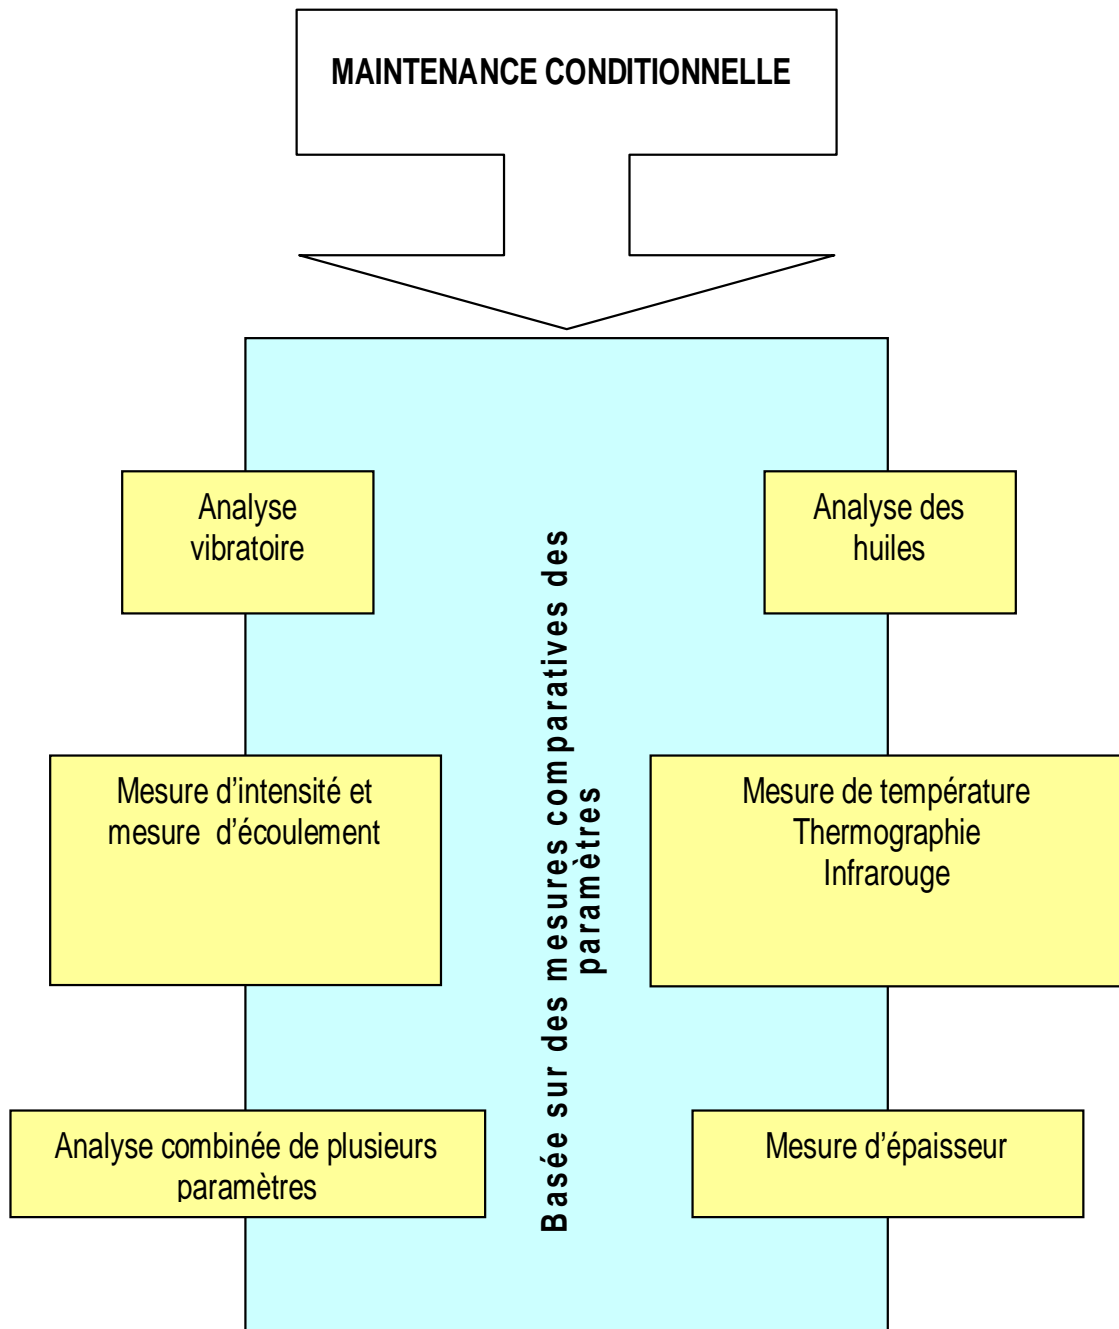 MAINTENANCE CONDITIONNELLE
Analyse
vibratoire
Analyse des
huiles
Mesure d'intensité et
mesure  d'écoulement
Mesure de température
Thermographie
Infrarouge
Basée sur des mesures comparatives des
paramètres
Analyse combinée de plusieurs
paramètres
Mesure d'épaisseur